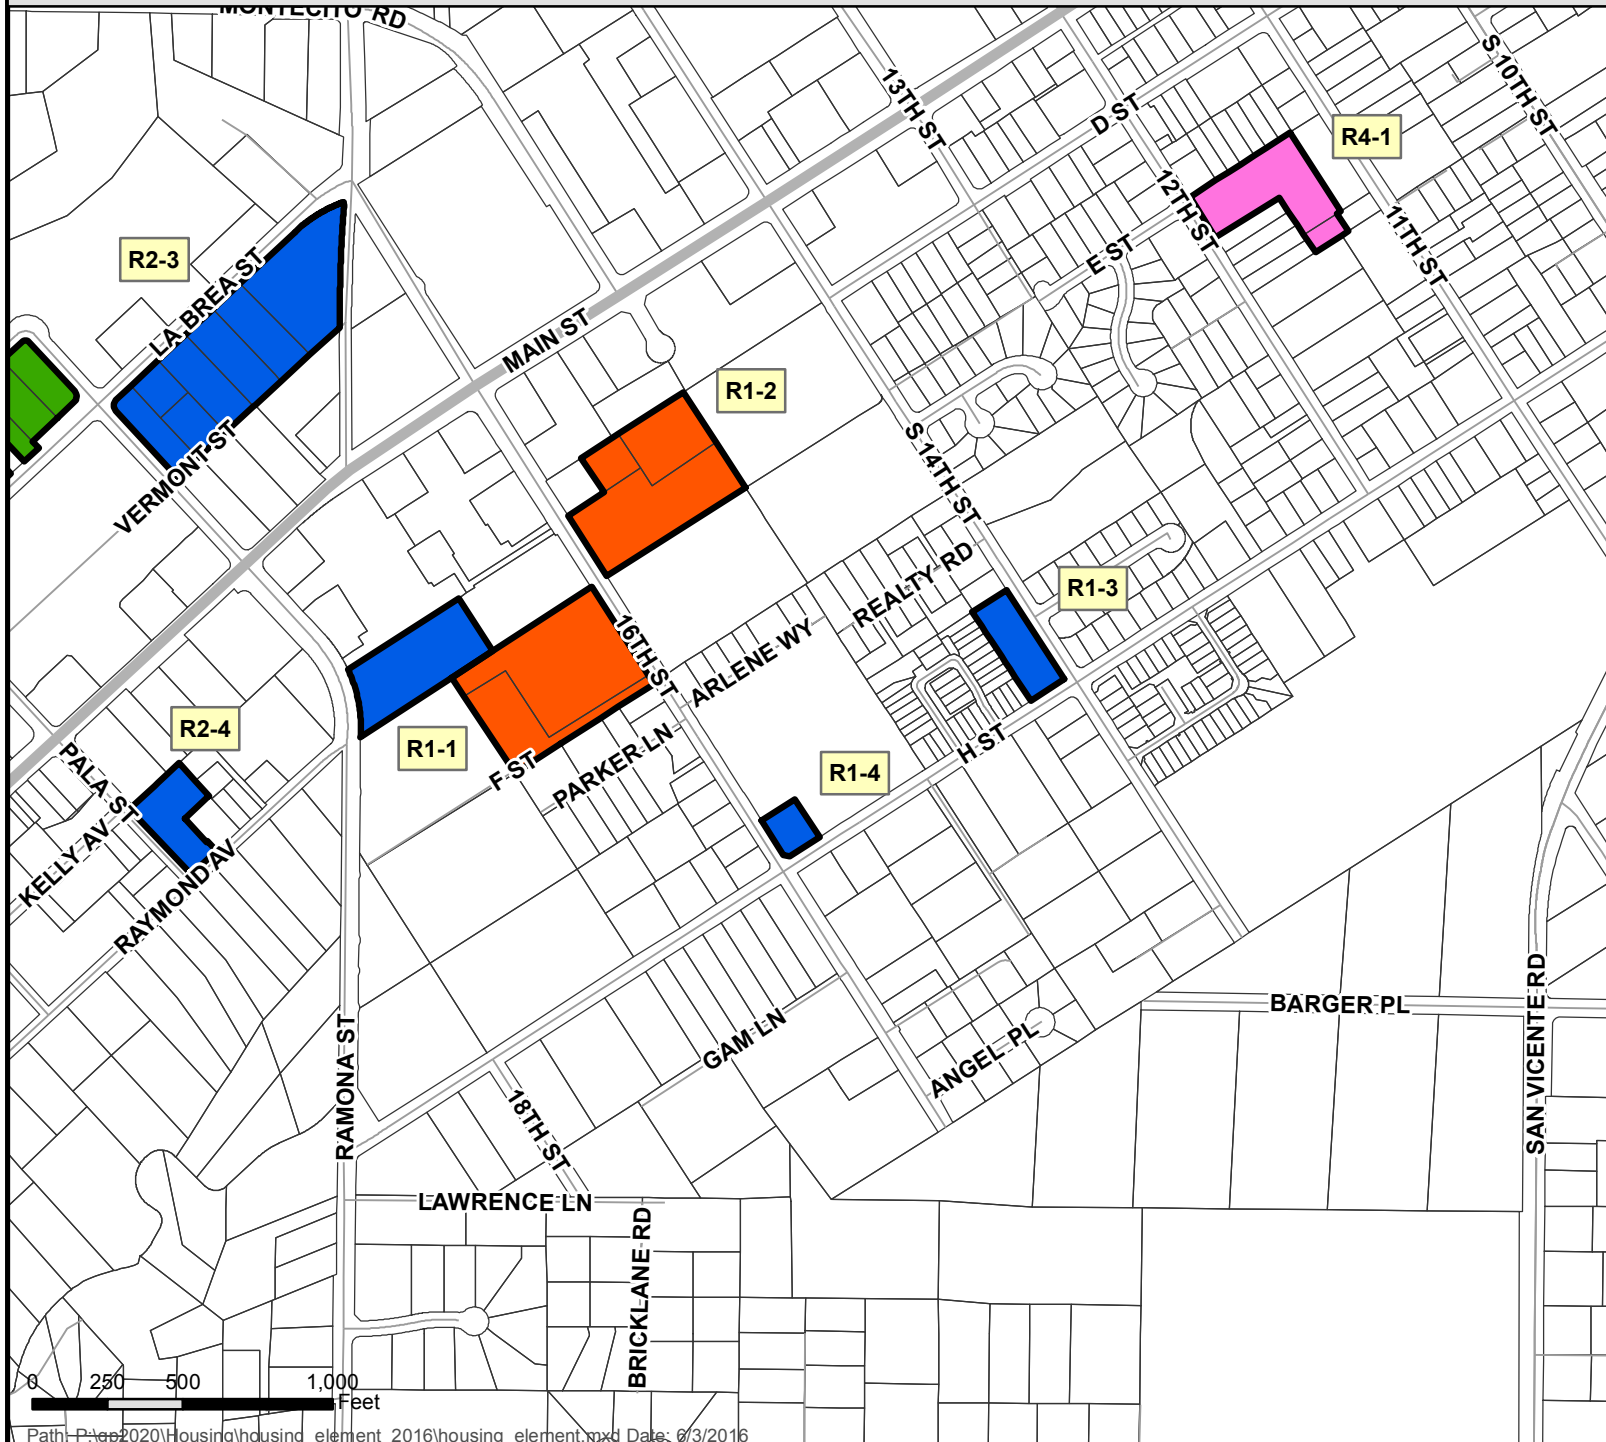 MONTECITO RD
S 10TH ST
13TH ST
D ST
R4-1
12TH ST
11TH ST
R2-3
E ST
LA BREA ST
MAIN ST
R1-2
VERMONT ST
S 14TH ST
REALTY RD
R1-3
16TH ST
ARLENE WY
R2-4
R1-1
H ST
PARKER LN
F ST
R1-4
PALA ST
KELLY AV
RAYMOND AV
BARGER PL
SAN VICENTE RD
GAM LN
ANGEL PL
RAMONA ST
18TH ST
LAWRENCE LN
BRICKLANE RD
0 250 500 1,000
Feet
Path: P:\gp2020\Housing\housing_element_2016\housing_element.mxd Date: 6/3/2016